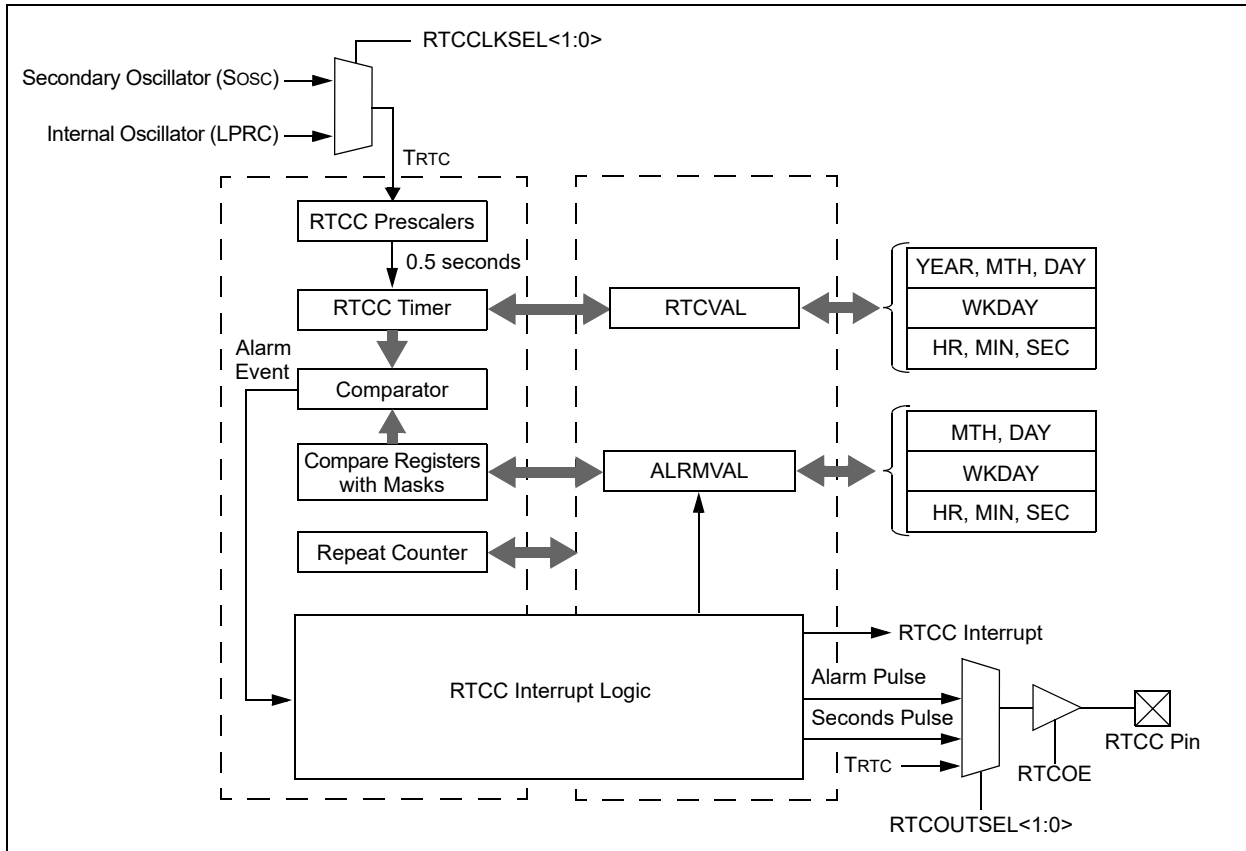 RTCCLKSEL<1:0>
Secondary Oscillator (SOSC)
Internal Oscillator (LPRC)
TRTC
RTCC Prescalers
0.5 seconds
RTCC Timer
RTCVAL
YEAR, MTH, DAY
WKDAY
HR, MIN, SEC
Alarm
Event
Comparator
Compare Registers
with Masks
ALRMVAL
MTH, DAY
WKDAY
HR, MIN, SEC
Repeat Counter
RTCC Interrupt Logic
RTCC Interrupt
Alarm Pulse
Seconds Pulse
TRTC
RTCC Pin
RTCOE
RTCOUTSEL<1:0>